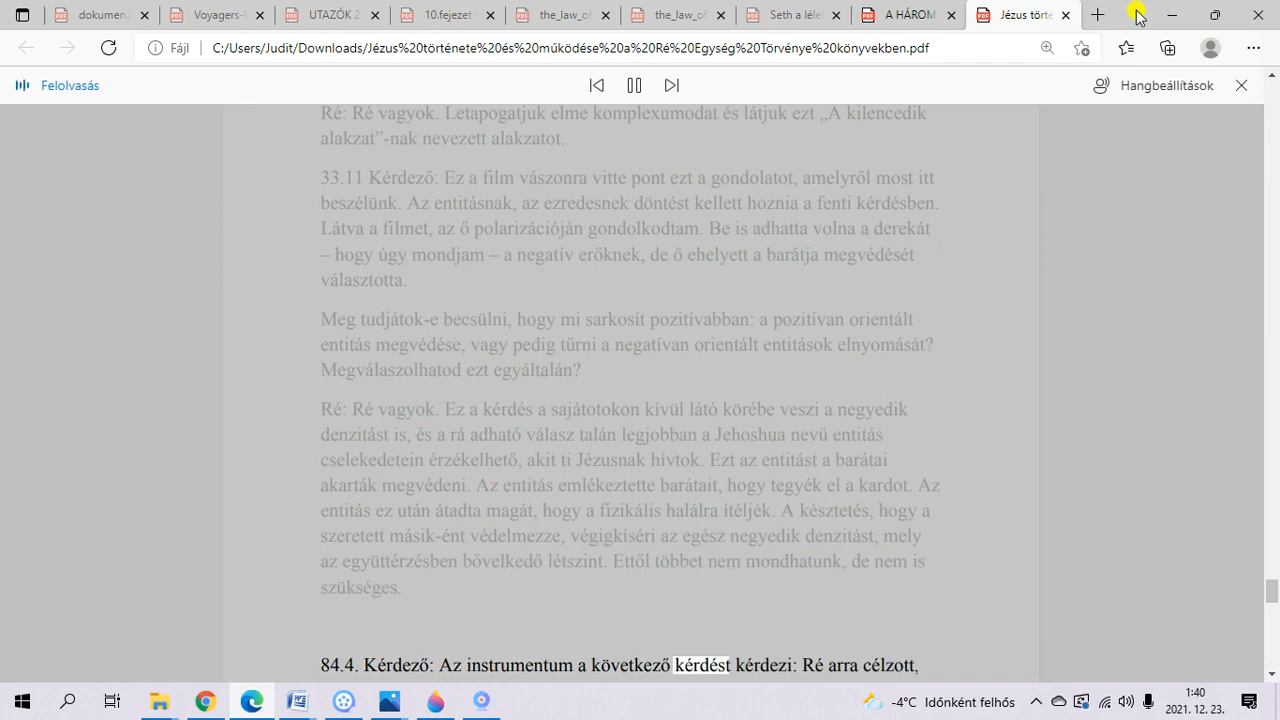 dokumen.
Voyagers-
UTAZÓK 2
10.fejezet
the_law_of
the_law_of
Seth a léle
A HÁROM
Jézus törté
Fájl
C:/Users/Judit/Downloads/Jézus%20története%20és%20működése%20a%20Ré%20Egység%20Törvénye%20könyvekben.pdf
Felolvasás
Hangbeállítások
Ré: Ré vagyok. Letapogatjuk elme komplexumodat és látjuk ezt „A kilencedik
alakzat”-nak nevezett alakzatot.
33.11 Kérdező: Ez a film vászonra vitte pont ezt a gondolatot, amelyről most itt
beszélünk. Az entitásnak, az ezredesnek döntést kellett hoznia a fenti kérdésben.
Látva a filmet, az ő polarizációján gondolkodtam. Be is adhatta volna a derekát
– hogy úgy mondjam – a negatív erőknek, de ő ehelyett a barátja megvédését
választotta.
Meg tudjátok-e becsülni, hogy mi sarkosít pozitívabban: a pozitívan orientált
entitás megvédése, vagy pedig tűrni a negatívan orientált entitások elnyomását?
Megválaszolhatod ezt egyáltalán?
Ré: Ré vagyok. Ez a kérdés a sajátotokon kívül látó körébe veszi a negyedik
denzitást is, és a rá adható válasz talán legjobban a Jehoshua nevű entitás
cselekedetein érzékelhető, akit ti Jézusnak hívtok. Ezt az entitást a barátai
akarták megvédeni. Az entitás emlékeztette barátait, hogy tegyék el a kardot. Az
entitás ez után átadta magát, hogy a fizikális halálra ítéljék. A késztetés, hogy a
szeretett másik-ént védelmezze, végigkíséri az egész negyedik denzitást, mely
az együttérzésben bővelkedő létszint. Ettől többet nem mondhatunk, de nem is
szükséges.
84.4. Kérdező: Az instrumentum a következő kérdést kérdezi: Ré arra célzott,
-4°C Időnként felhős
1:40
2021. 12. 23.